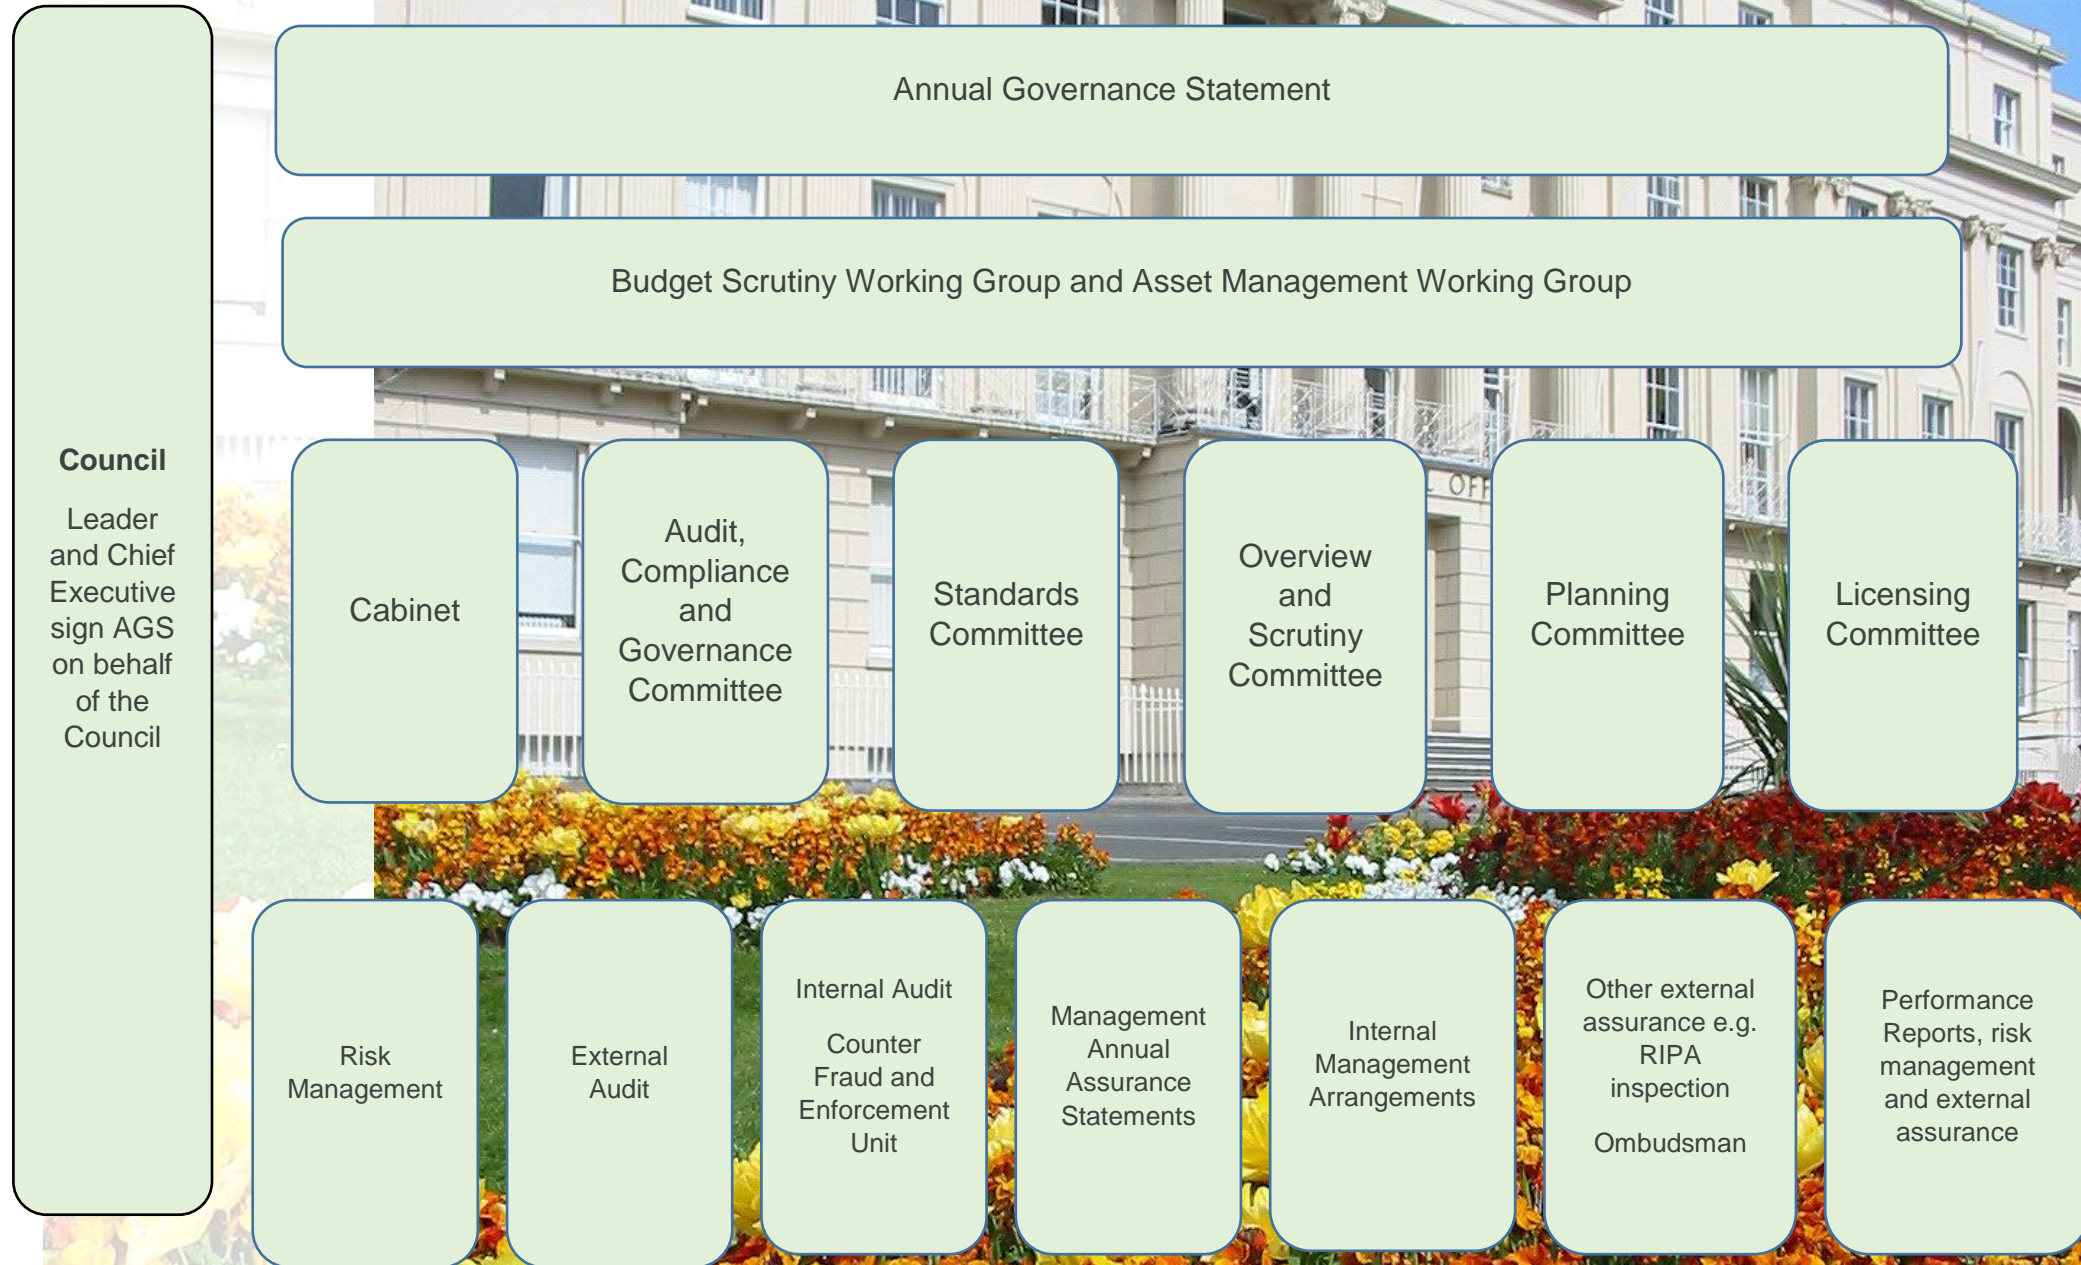 Annual Governance Statement
Budget Scrutiny Working Group and Asset Management Working Group
Council
Leader
and Chief
Executive
sign AGS
on behalf
of the
Council
Cabinet
Audit,
Compliance
and
Governance
Committee
Standards
Committee
Overview
and
Scrutiny
Committee
Planning
Committee
Licensing
Committee
Risk
Management
External
Audit
Internal Audit
Counter
Fraud and
Enforcement
Unit
Management
Annual
Assurance
Statements
Internal
Management
Arrangements
Other external
assurance e.g.
RIPA
inspection
Ombudsman
Performance
Reports, risk
management
and external
assurance